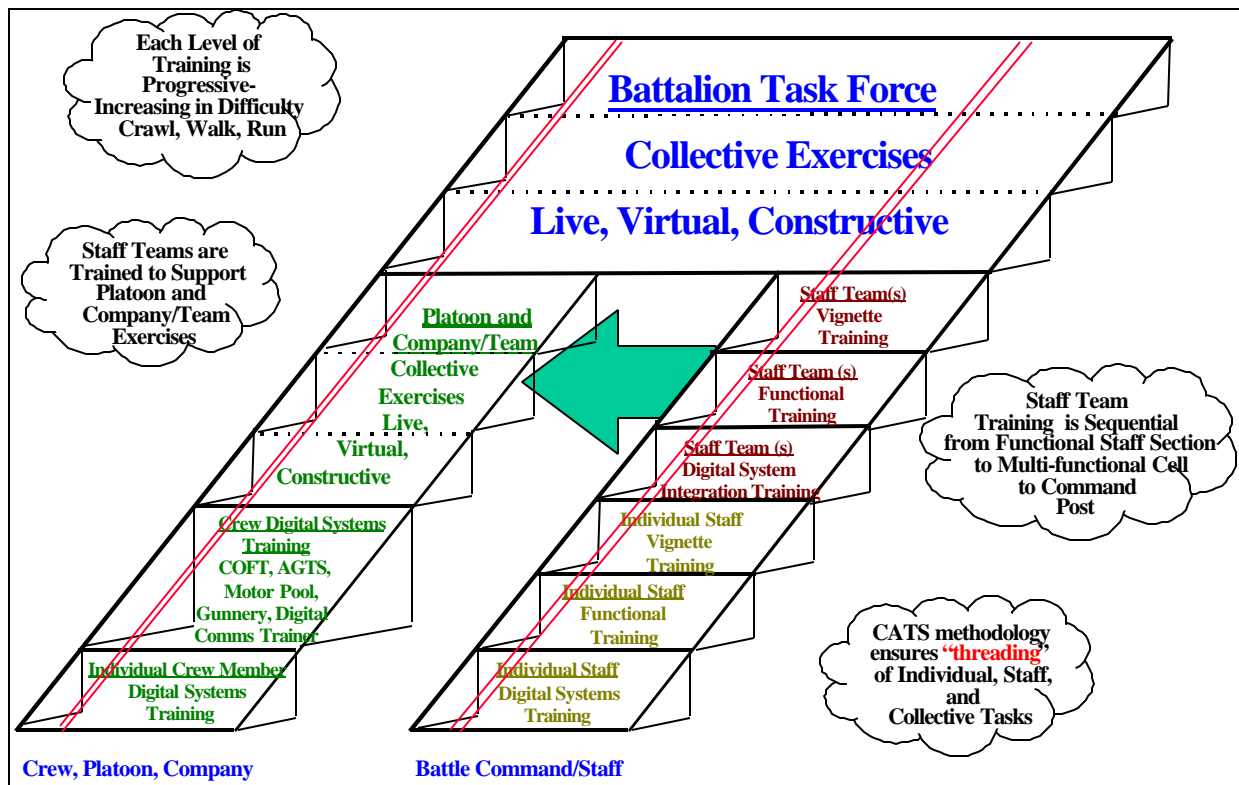 Each Level of
Training is
Progressive-
Increasing in Difficulty
Crawl, Walk, Run
Battalion Task Force
Collective Exercises
Live, Virtual, Constructive
Staff Teams are
Trained to Support
Platoon and
Company/Team
Exercises
Platoon and
Company/Team
Collective
Exercises
Live,
Virtual,
Constructive
Staff Team(s)
Vignette
Training
Staff Team (s)
Functional
Training
Staff Team (s)
Digital System
Integration Training
Staff Team
Training is Sequential
from Functional Staff Section
to Multi-functional Cell
to Command
Post
Crew Digital Systems
Training
COFT, AGTS,
Motor Pool,
Gunnery, Digital
Comms Trainer
Individual Staff
Vignette
Training
Individual Staff
Functional
Training
Individual Crew Member
Digital Systems
Training
Individual Staff
Digital Systems
Training
CATS methodology
ensures “threading”
of Individual, Staff,
and
Collective Tasks
Crew, Platoon, Company
Battle Command/Staff